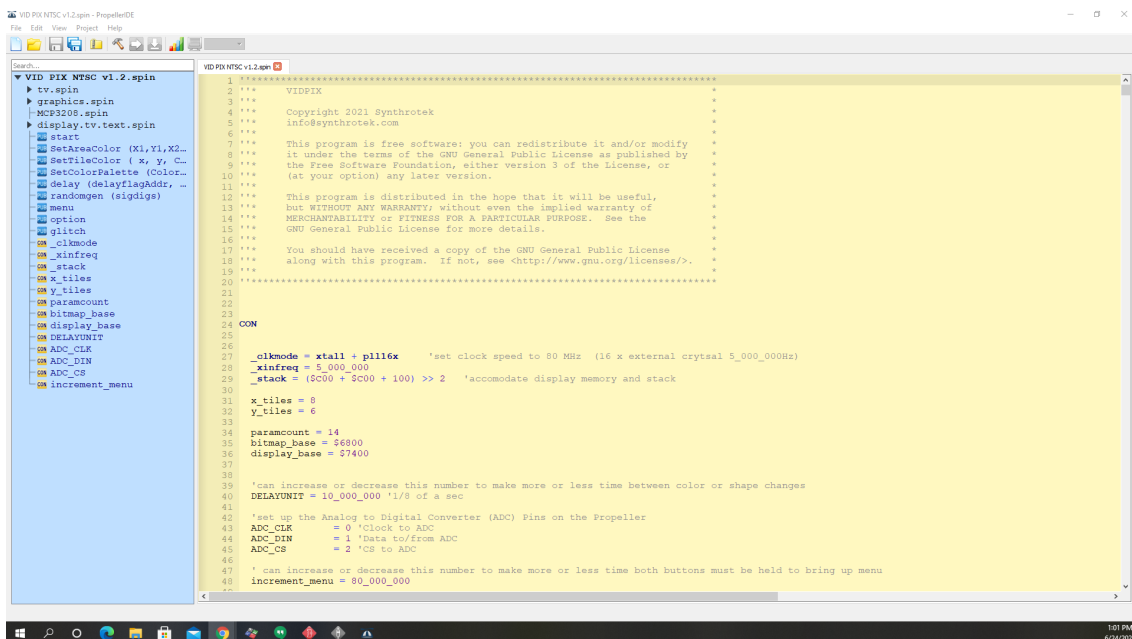 VID PIX NTSC v1.2.spin - PropellerIDE
File Edit View Project Help
Search...
VID PIX NTSC v1.2.spin
tv.spin
graphics.spin
MCP3208.spin
display.tv.text.spin
start
SetAreaColor (X1,Y1,X2...
SetTileColor ( x, y, C...
SetColorPalette (Color...
delay (delayflagAddr, ...
randomgen (sigdigs)
menu
option
glitch
CON _clkmode
CON _xinfreq
CON _stack
CON x_tiles
CON y_tiles
CON paramcount
CON bitmap_base
CON display_base
CON DELAYUNIT
CON ADC_CLK
CON ADC_DIN
CON ADC_CS
CON increment_menu
VID PIX NTSC v1.2.spin
1 ''*****************************************************************************
2 ''* VIDPIX *
3 ''* *
4 ''* Copyright 2021 Synthrotek *
5 ''* info@synthrotek.com *
6 ''* *
7 ''* This program is free software: you can redistribute it and/or modify *
8 ''* it under the terms of the GNU General Public License as published by *
9 ''* the Free Software Foundation, either version 3 of the License, or *
10 ''* (at your option) any later version. *
11 ''* *
12 ''* This program is distributed in the hope that it will be useful, *
13 ''* but WITHOUT ANY WARRANTY; without even the implied warranty of *
14 ''* MERCHANTABILITY or FITNESS FOR A PARTICULAR PURPOSE. See the *
15 ''* GNU General Public License for more details. *
16 ''* *
17 ''* You should have received a copy of the GNU General Public License *
18 ''* along with this program. If not, see <http://www.gnu.org/licenses/>. *
19 ''* *
20 ''*****************************************************************************
21
22
23
24 CON
25
26
27 _clkmode = xtal1 + pll16x 'set clock speed to 80 MHz (16 x external crytsal 5_000_000Hz)
28 _xinfreq = 5_000_000
29 _stack = ($C00 + $C00 + 100) >> 2 'accomodate display memory and stack
30
31 x_tiles = 8
32 y_tiles = 6
33
34 paramcount = 14
35 bitmap_base = $6800
36 display_base = $7400
37
38
39 'can increase or decrease this number to make more or less time between color or shape changes
40 DELAYUNIT = 10_000_000 '1/8 of a sec
41
42 'set up the Analog to Digital Converter (ADC) Pins on the Propeller
43 ADC_CLK = 0 'Clock to ADC
44 ADC_DIN = 1 'Data to/from ADC
45 ADC_CS = 2 'CS to ADC
46
47 ' can increase or decrease this number to make more or less time both buttons must be held to bring up menu
48 increment_menu = 80_000_000
1:01 PM